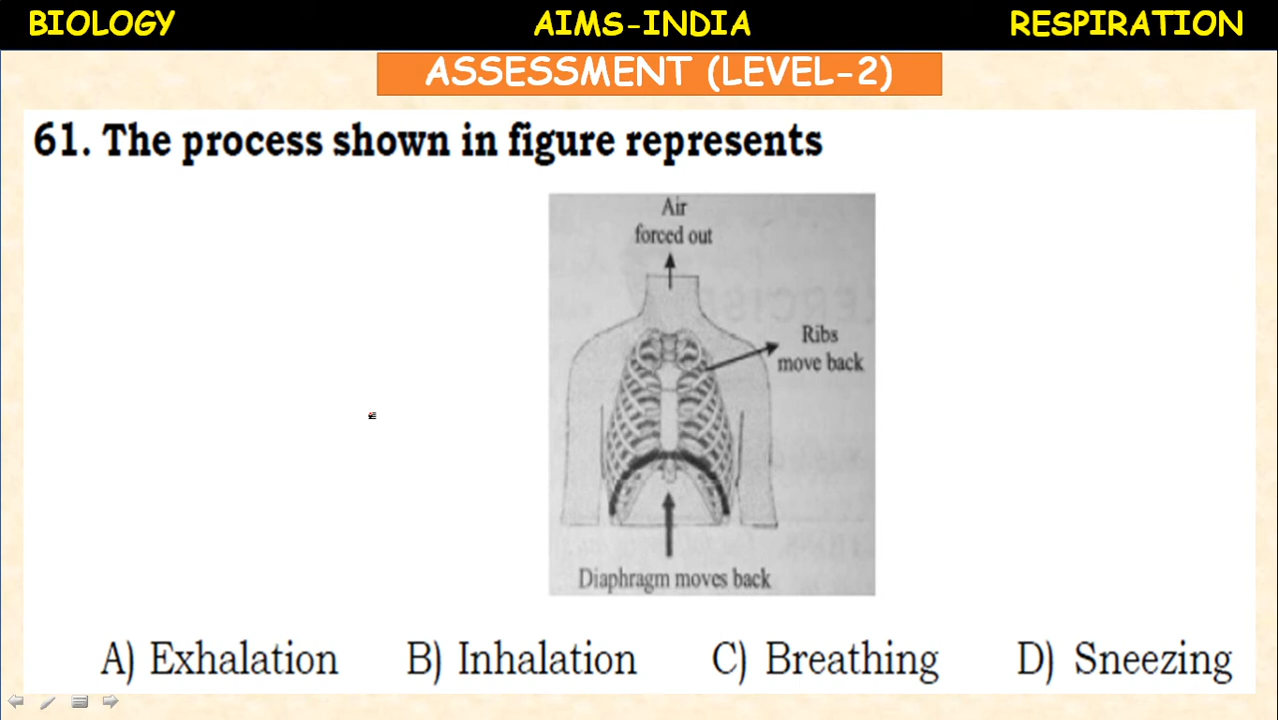 BIOLOGY AIMS-INDIA RESPIRATION
ASSESSMENT (LEVEL-2)
61. The process shown in figure represents
Air
forced out
Ribs
move back
Diaphragm moves back
A) Exhalation B) Inhalation C) Breathing D) Sneezing